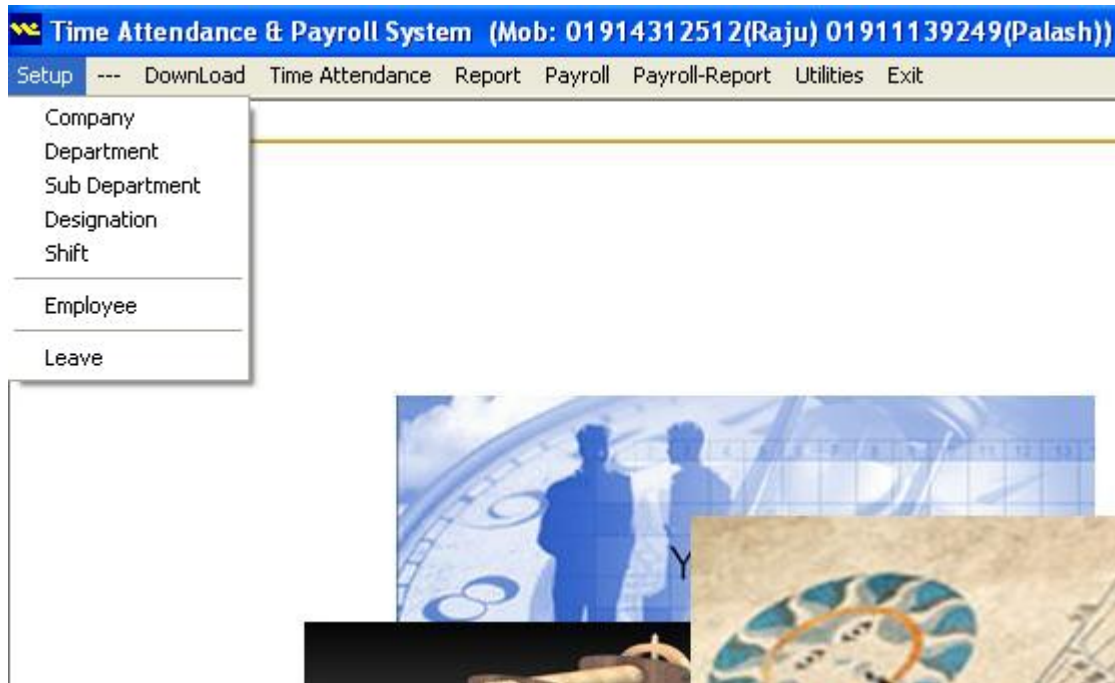 Time Attendance & Payroll System (Mob: 01914312512(Raju) 01911139249(Palash))
Setup --- DownLoad Time Attendance Report Payroll Payroll-Report Utilities Exit
Company
Department
Sub Department
Designation
Shift
Employee
Leave
Y